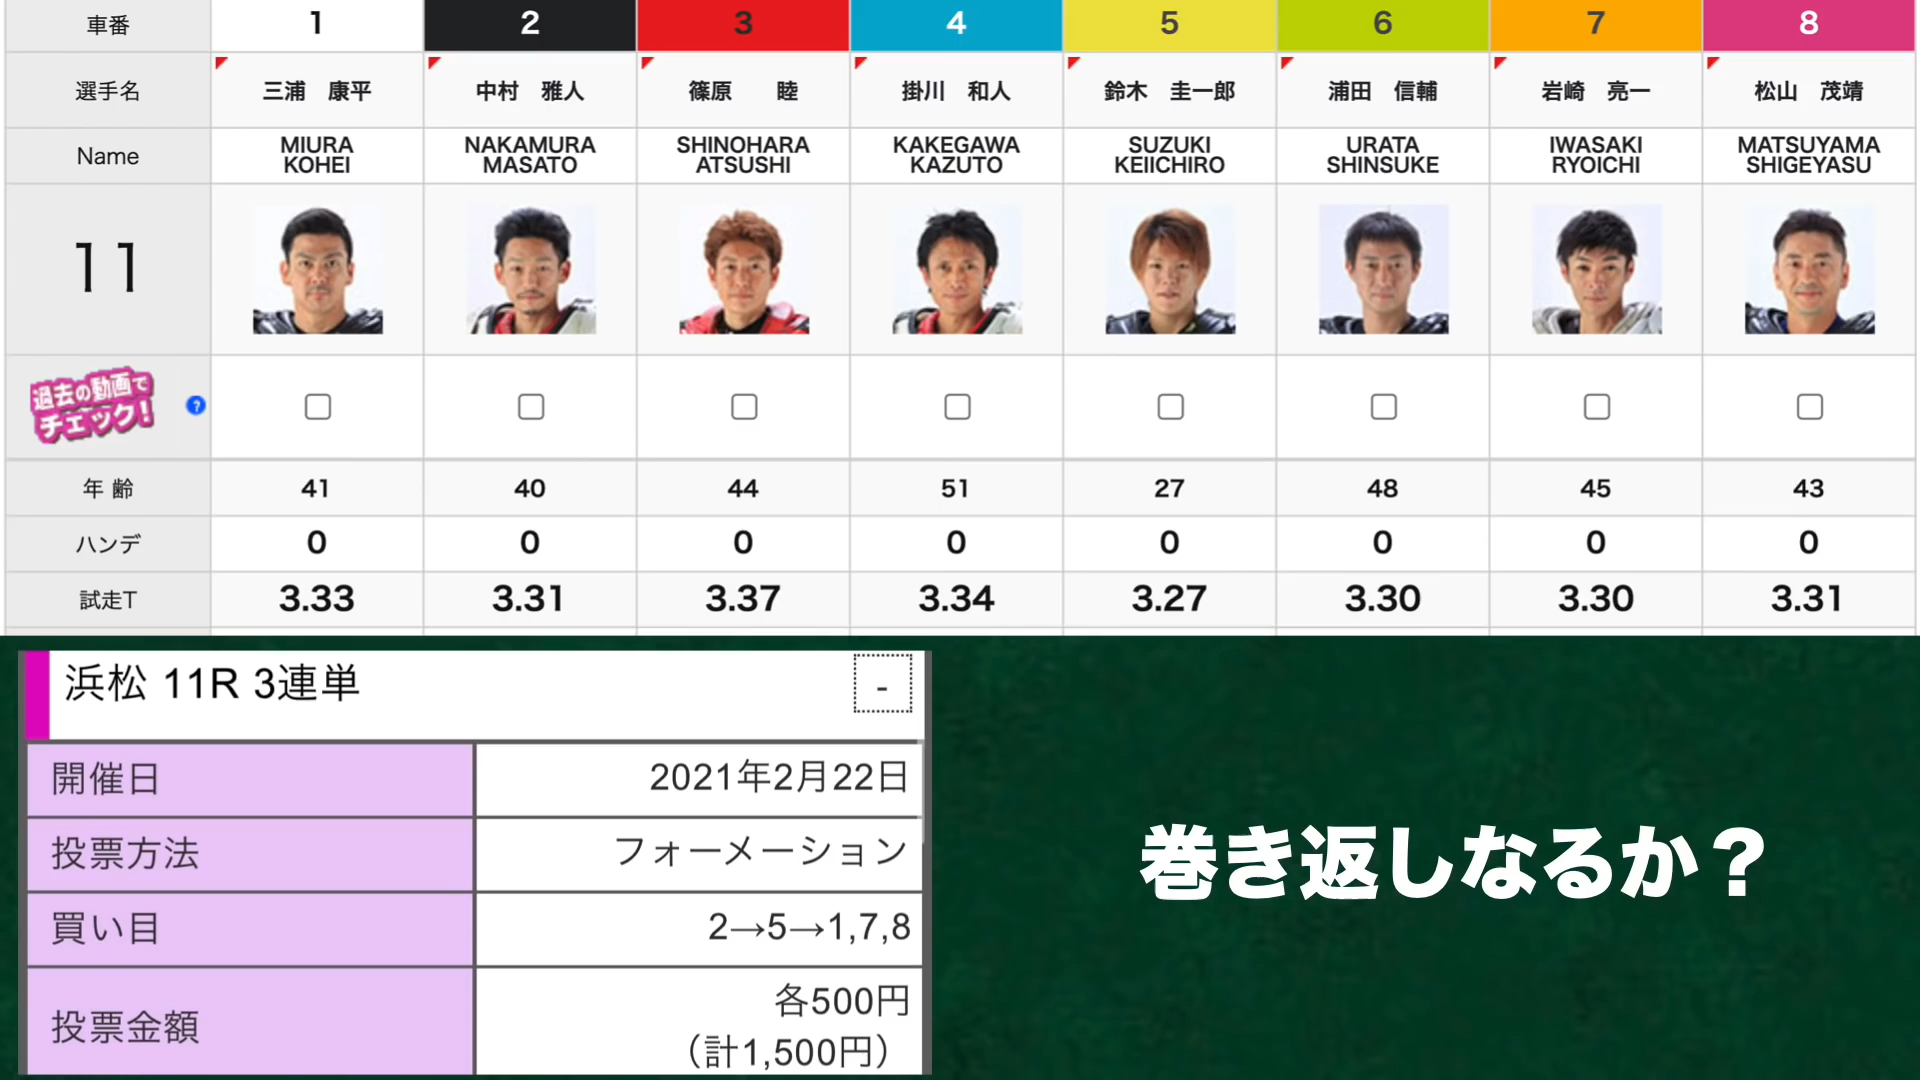 車番 1 2 3 4 5 6 7 8
選手名 三浦 康平 中村 雅人 篠原 睦 掛川 和人 鈴木 圭一郎 浦田 信輔 岩崎 亮一 松山 茂靖
Name MIURA KOHEI NAKAMURA MASATO SHINOHARA ATSUSHI KAKEGAWA KAZUTO SUZUKI KEIICHIRO URATA SHINSUKE IWASAKI RYOICHI MATSUYAMA SHIGEYASU
11
過去の動画で
チェック!
?
年齢 41 40 44 51 27 48 45 43
ハンデ 0 0 0 0 0 0 0 0
試走T 3.33 3.31 3.37 3.34 3.27 3.30 3.30 3.31
浜松 11R 3連単 -
開催日 2021年2月22日
投票方法 フォーメーション
買い目 2→5→1,7,8
投票金額 各500円
(計1,500円)
巻き返しなるか？